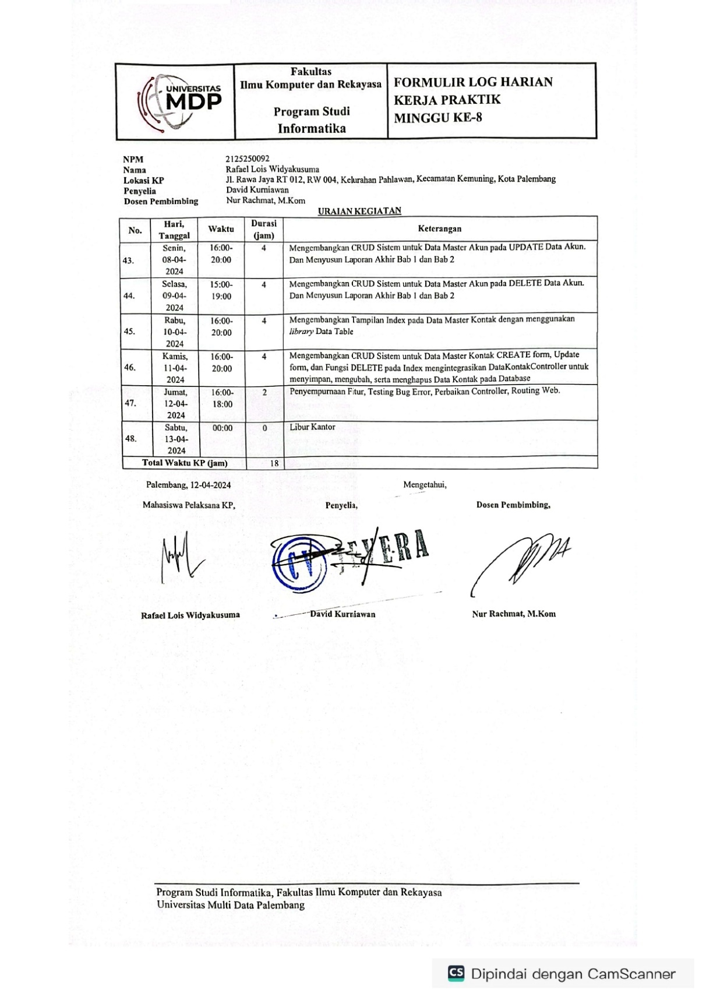 UNIVERSITAS
MDP
Fakultas
Ilmu Komputer dan Rekayasa
Program Studi
Informatika
FORMULIR LOG HARIAN
KERJA PRAKTIK
MINGGU KE-8
NPM 2125250092
Nama Rafael Lois Widyakusuma
Lokasi KP Jl. Rawa Jaya RT 012, RW 004, Kelurahan Pahlawan, Kecamatan Kemuning, Kota Palembang
Penyelia David Kurniawan
Dosen Pembimbing Nur Rachmat, M.Kom
URAIAN KEGIATAN
No. Hari, Tanggal Waktu Durasi (jam) Keterangan
43. Senin, 08-04-2024 16:00-20:00 4 Mengembangkan CRUD Sistem untuk Data Master Akun pada UPDATE Data Akun.
Dan Menyusun Laporan Akhir Bab 1 dan Bab 2
44. Selasa, 09-04-2024 15:00-19:00 4 Mengembangkan CRUD Sistem untuk Data Master Akun pada DELETE Data Akun.
Dan Menyusun Laporan Akhir Bab 1 dan Bab 2
45. Rabu, 10-04-2024 16:00-20:00 4 Mengembangkan Tampilan Index pada Data Master Kontak dengan menggunakan
library Data Table
46. Kamis, 11-04-2024 16:00-20:00 4 Mengembangkan CRUD Sistem untuk Data Master Kontak CREATE form, Update
form, dan Fungsi DELETE pada Index mengintegrasikan DataKontakController untuk
menyimpan, mengubah, serta menghapus Data Kontak pada Database
47. Jumat, 12-04-2024 16:00-18:00 2 Penyempurnaan Fitur, Testing Bug Error, Perbaikan Controller, Routing Web.
48. Sabtu, 13-04-2024 00:00 0 Libur Kantor
Total Waktu KP (jam) 18
Palembang, 12-04-2024 Mengetahui,
Mahasiswa Pelaksana KP, Penyelia, Dosen Pembimbing,
CV
Rafael Lois Widyakusuma David Kurniawan Nur Rachmat, M.Kom
Program Studi Informatika, Fakultas Ilmu Komputer dan Rekayasa
Universitas Multi Data Palembang
CS Dipindai dengan CamScanner